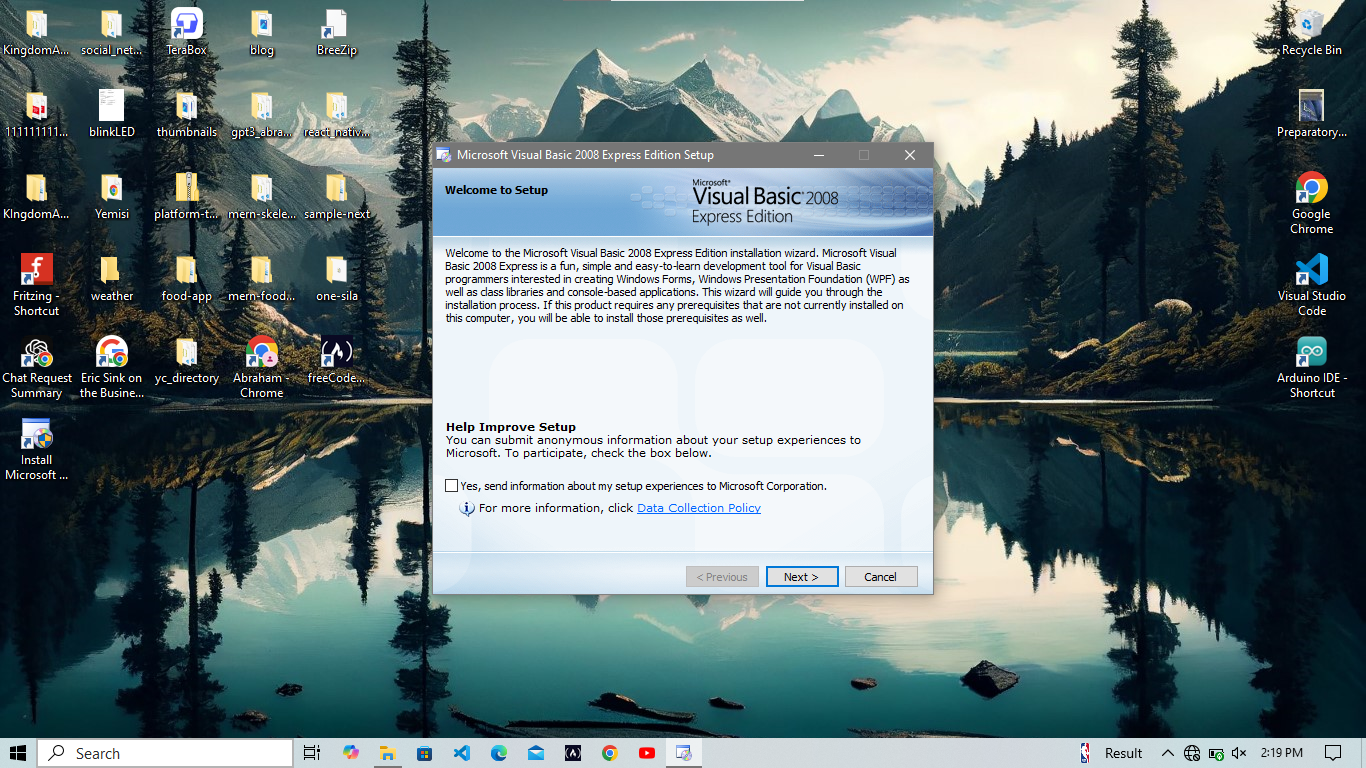 KingdomA...
social_net...
TeraBox
blog
BreeZip
Recycle Bin
111111111...
blinkLED
thumbnails
gpt3_abra...
react_nativ...
Preparatory...
KIngdomA...
Yemisi
platform-t...
mern-skele...
sample-next
Google
Chrome
Fritzing -
Shortcut
weather
food-app
mern-food...
one-sila
Visual Studio
Code
Chat Request
Summary
Eric Sink on
the Busine...
yc_directory
Abraham -
Chrome
freeCode...
Arduino IDE -
Shortcut
Install
Microsoft ...
Microsoft Visual Basic 2008 Express Edition Setup
Welcome to Setup
Microsoft®
Visual Basic® 2008
Express Edition
Welcome to the Microsoft Visual Basic 2008 Express Edition installation wizard. Microsoft Visual
Basic 2008 Express is a fun, simple and easy-to-learn development tool for Visual Basic
programmers interested in creating Windows Forms, Windows Presentation Foundation (WPF) as
well as class libraries and console-based applications. This wizard will guide you through the
installation process. If this product requires any prerequisites that are not currently installed on
this computer, you will be able to install those prerequisites as well.
Help Improve Setup
You can submit anonymous information about your setup experiences to
Microsoft. To participate, check the box below.
Yes, send information about my setup experiences to Microsoft Corporation.
For more information, click Data Collection Policy
< Previous
Next >
Cancel
Search
Result
2:19 PM